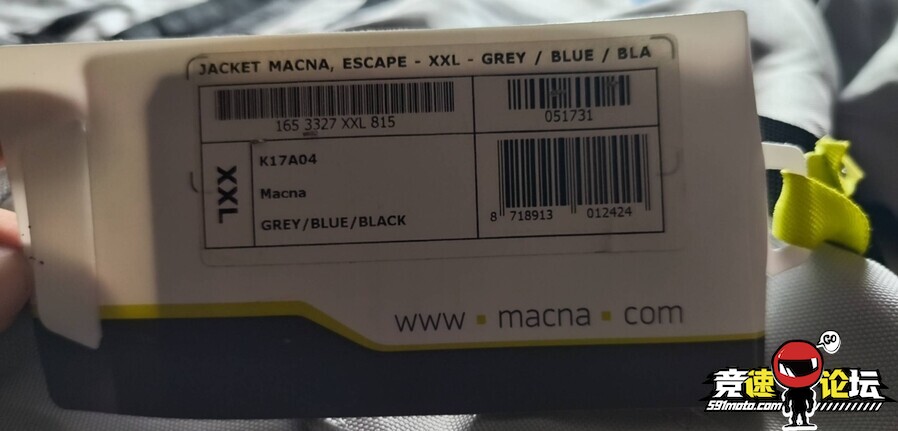 JACKET MACNA, ESCAPE - XXL - GREY / BLUE / BLA
165 3327 XXL 815
051731
XXL
K17A04
Macna
GREY/BLUE/BLACK
8 718913 012424
www ▪ macna ▪ com
GO
竞速论坛
591moto.com